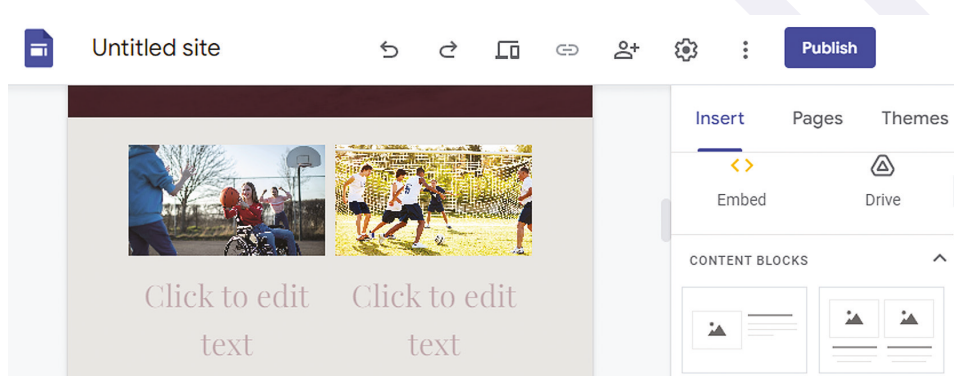 Untitled site
Publish
Insert Pages Themes
Embed Drive
CONTENT BLOCKS
Click to edit
text
Click to edit
text